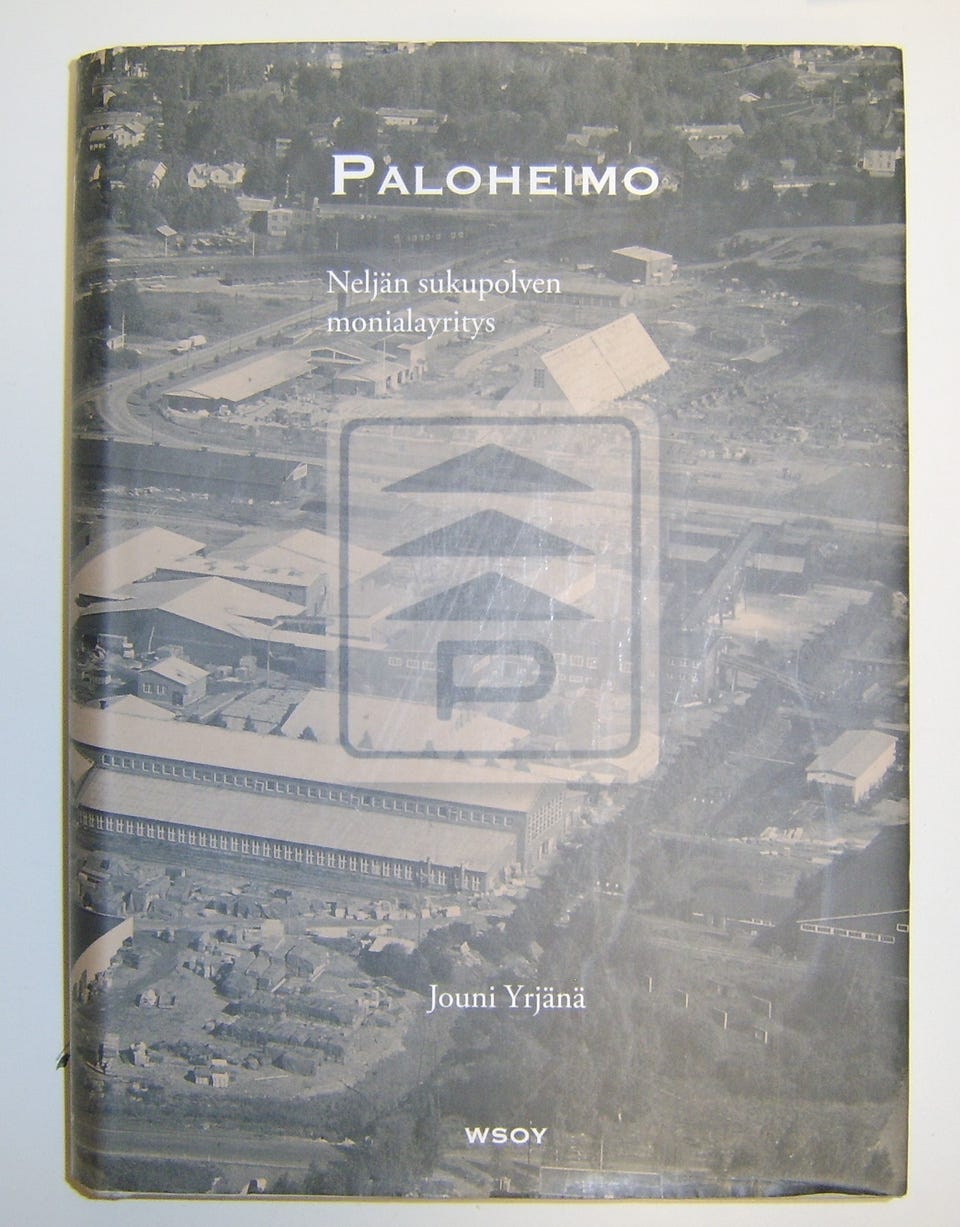 PALOHEIMO
Neljän sukupolven
monialayritys
P
Jouni Yrjänä
WSOY